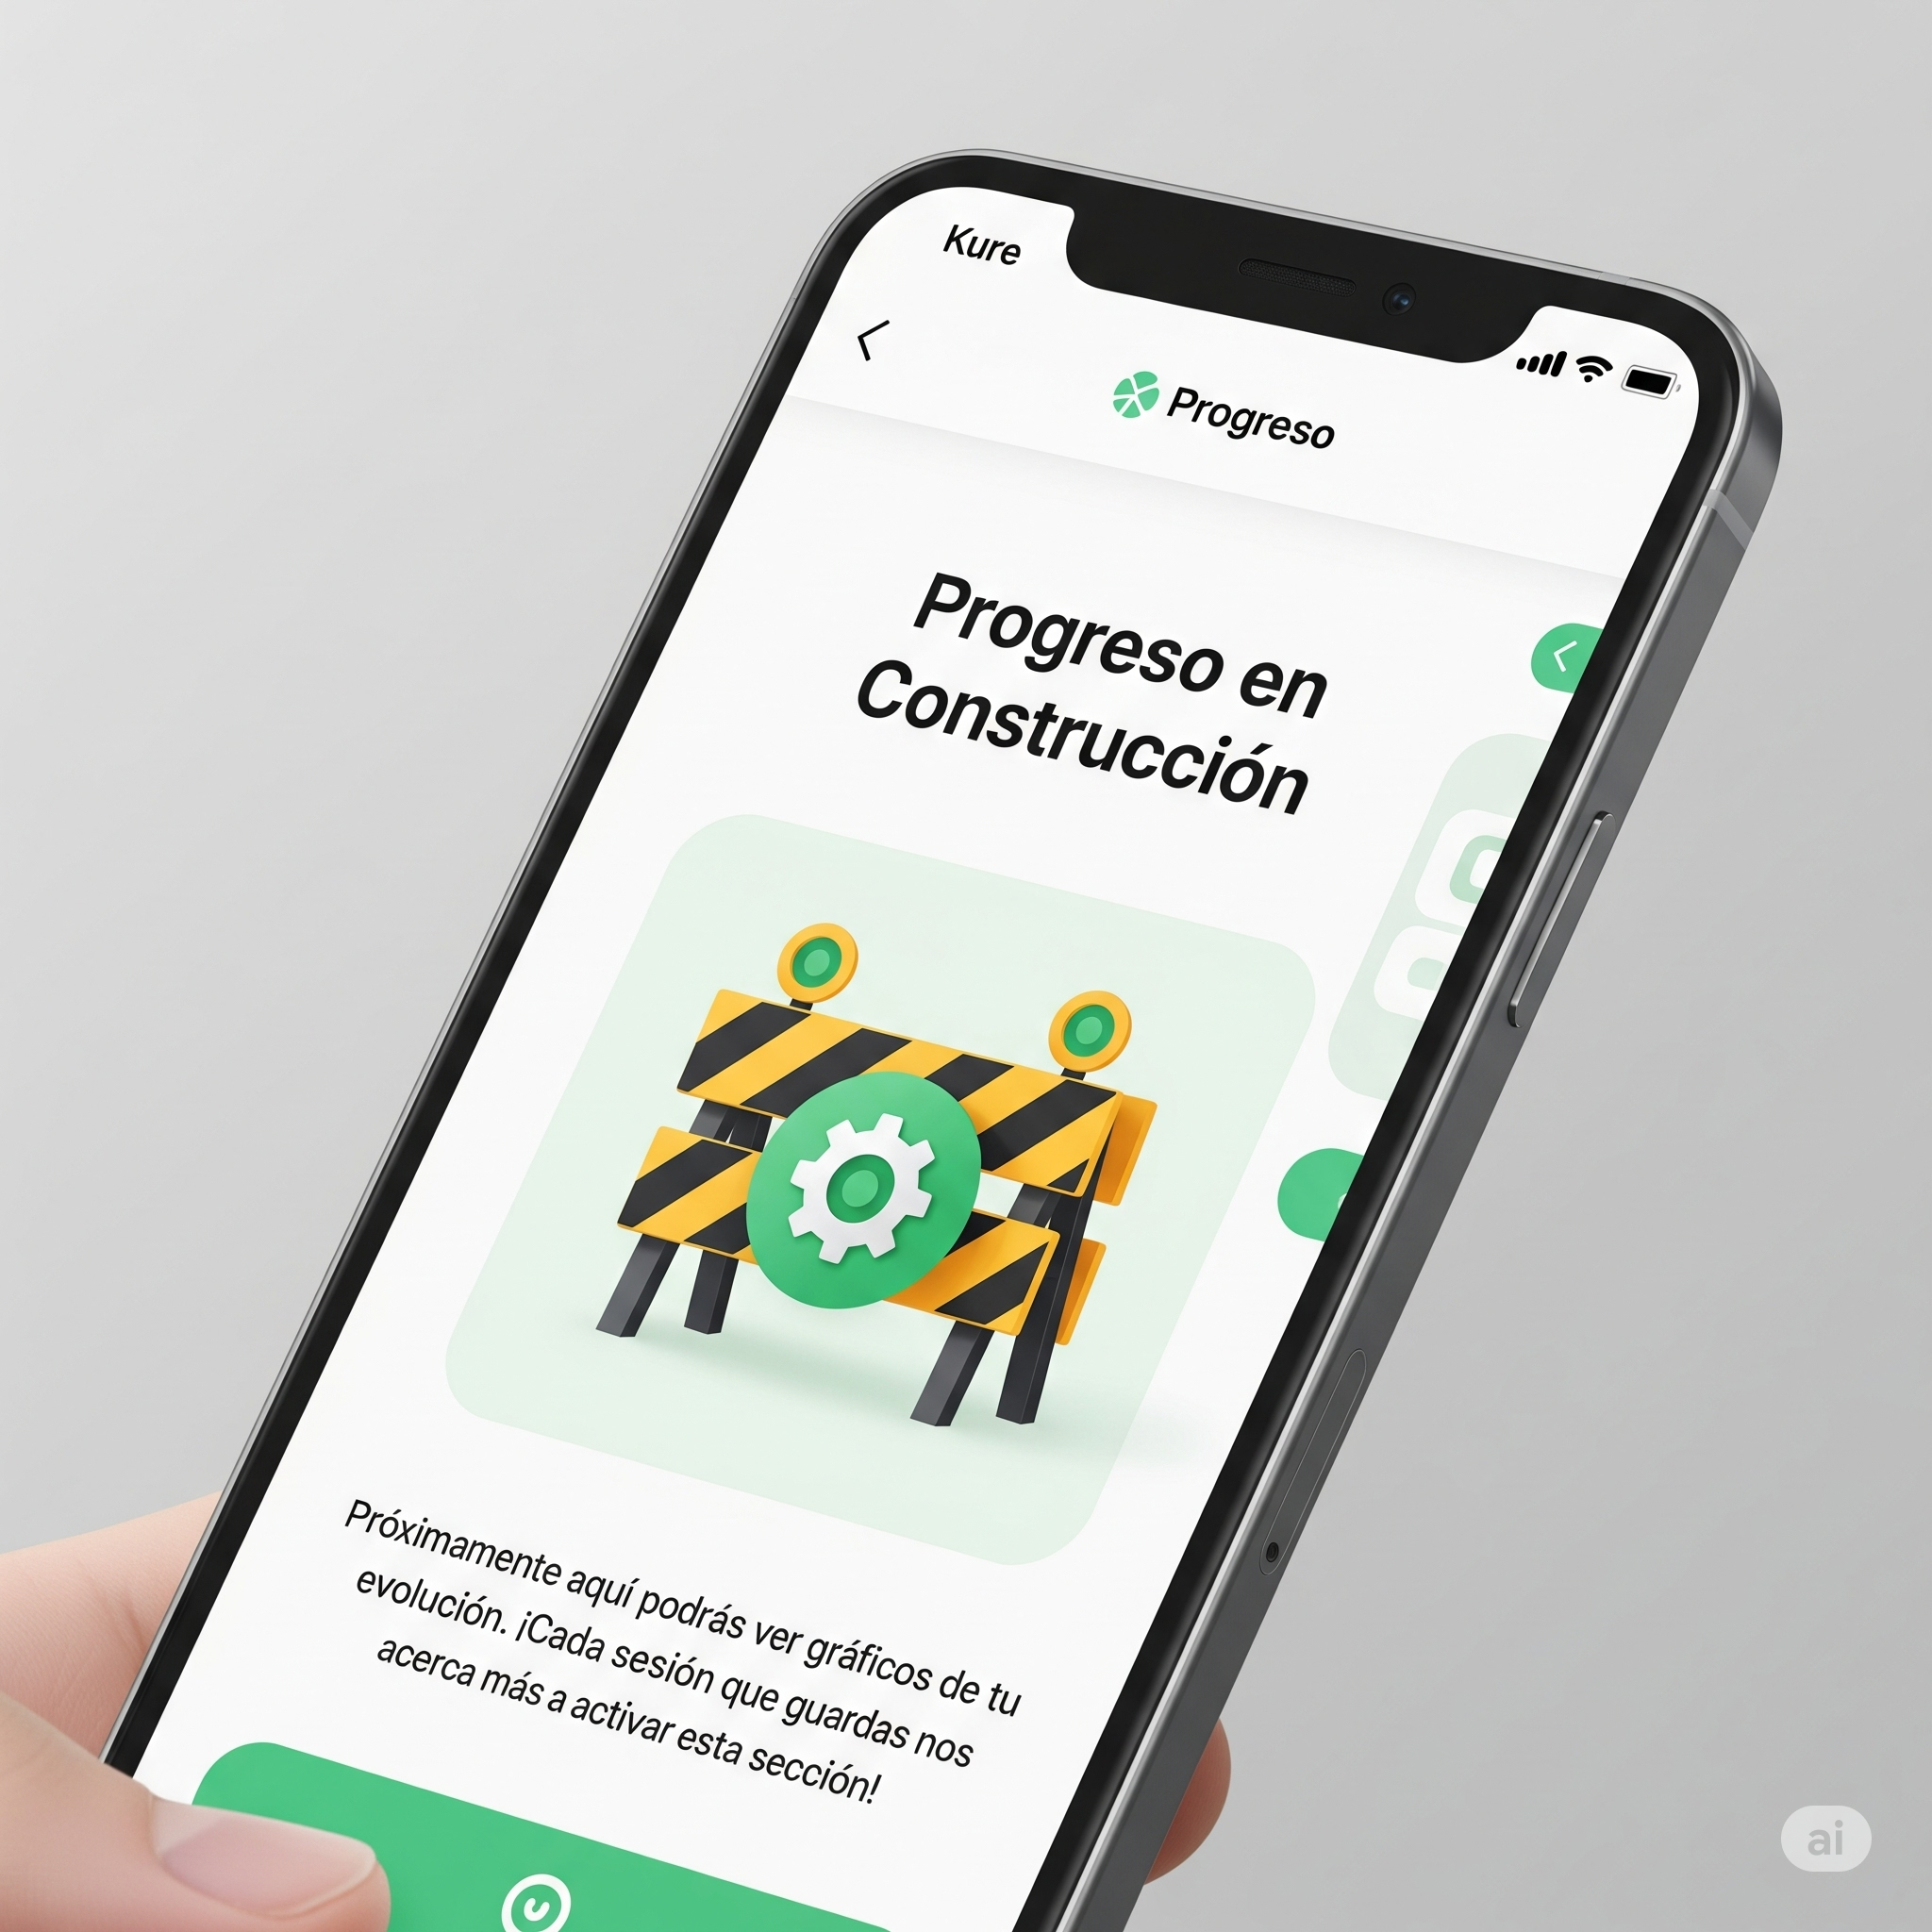 Kure
Progreso
Progreso en
Construcción
Próximamente aquí podrás ver gráficos de tu
evolución. ¡Cada sesión que guardas nos
acerca más a activar esta sección!
ai